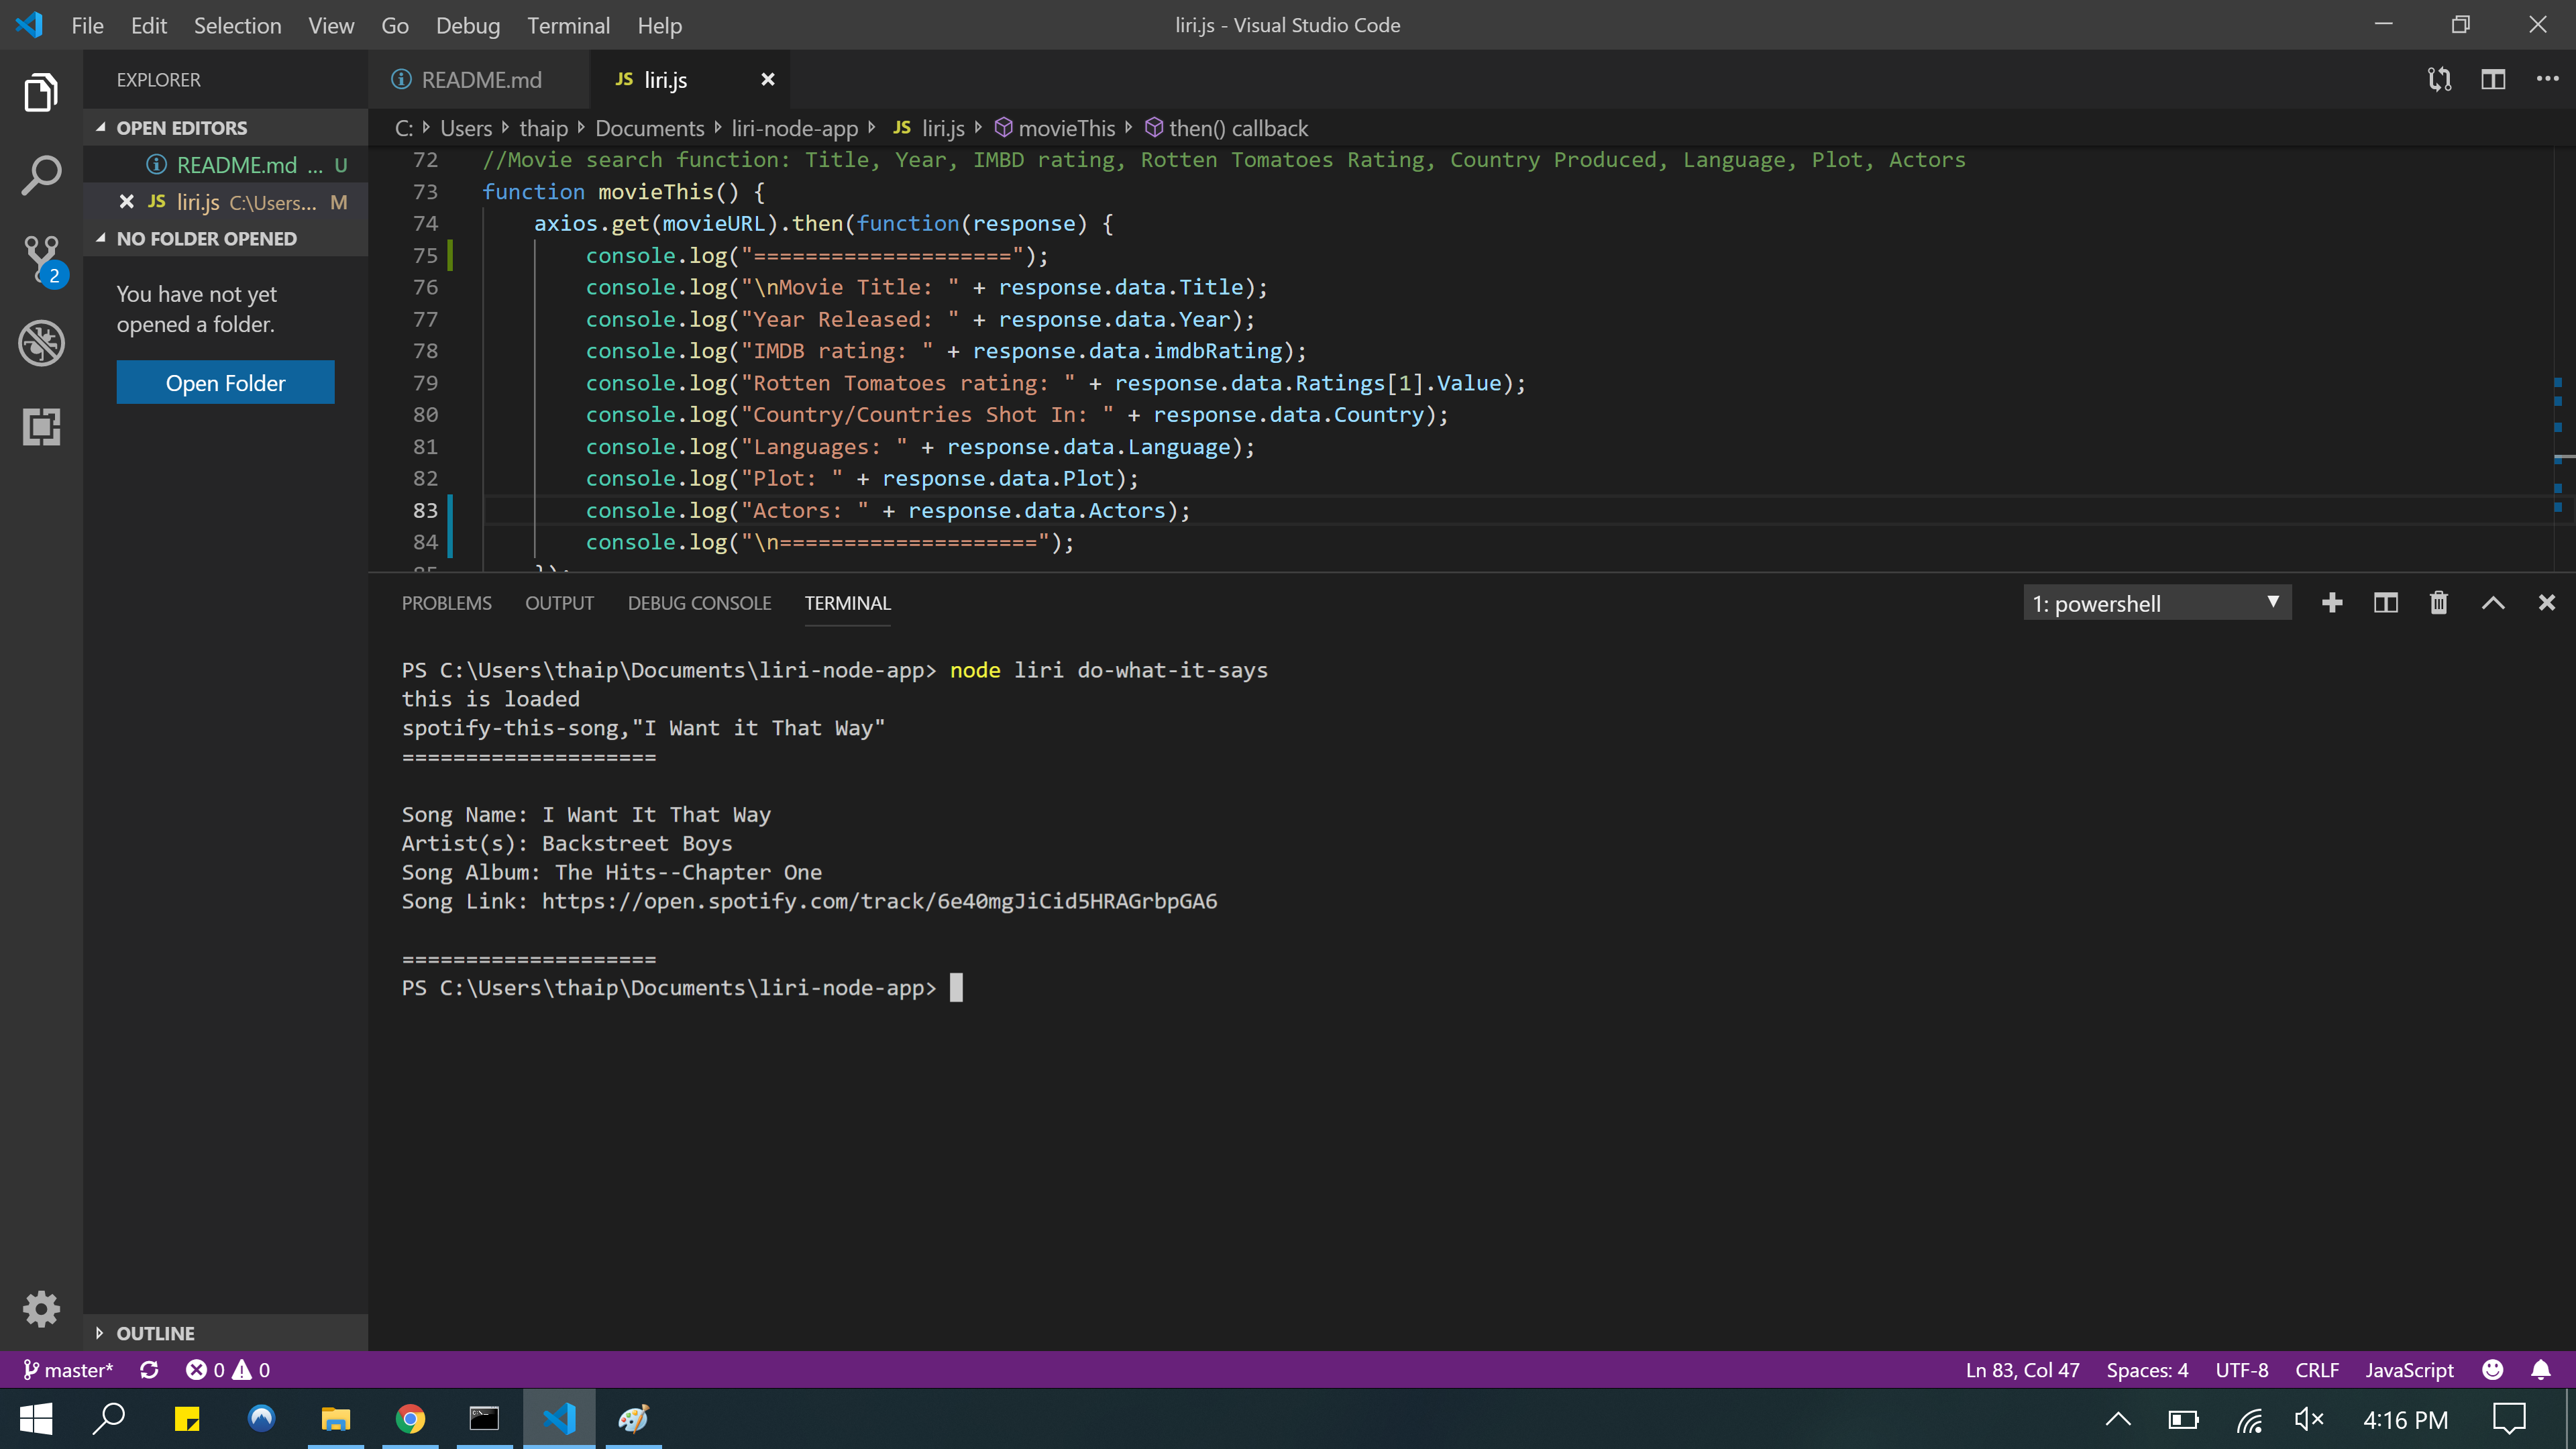 File Edit Selection View Go Debug Terminal Help
liri.js - Visual Studio Code
EXPLORER
OPEN EDITORS
README.md ... U
JS liri.js C:\Users... M
NO FOLDER OPENED
You have not yet
opened a folder.
Open Folder
2
OUTLINE
README.md
JS liri.js
C: Users thaip Documents liri-node-app JS liri.js movieThis then() callback
72 //Movie search function: Title, Year, IMBD rating, Rotten Tomatoes Rating, Country Produced, Language, Plot, Actors
73 function movieThis() {
74 axios.get(movieURL).then(function(response) {
75 console.log("====================");
76 console.log("\nMovie Title: " + response.data.Title);
77 console.log("Year Released: " + response.data.Year);
78 console.log("IMDB rating: " + response.data.imdbRating);
79 console.log("Rotten Tomatoes rating: " + response.data.Ratings[1].Value);
80 console.log("Country/Countries Shot In: " + response.data.Country);
81 console.log("Languages: " + response.data.Language);
82 console.log("Plot: " + response.data.Plot);
83 console.log("Actors: " + response.data.Actors);
84 console.log("\n====================");
85 });
PROBLEMS OUTPUT DEBUG CONSOLE TERMINAL
1: powershell
PS C:\Users\thaip\Documents\liri-node-app> node liri do-what-it-says
this is loaded
spotify-this-song,"I Want it That Way"
====================
Song Name: I Want It That Way
Artist(s): Backstreet Boys
Song Album: The Hits--Chapter One
Song Link: https://open.spotify.com/track/6e40mgJiCid5HRAGrbpGA6
====================
PS C:\Users\thaip\Documents\liri-node-app>
master* 0 0
Ln 83, Col 47 Spaces: 4 UTF-8 CRLF JavaScript
4:16 PM